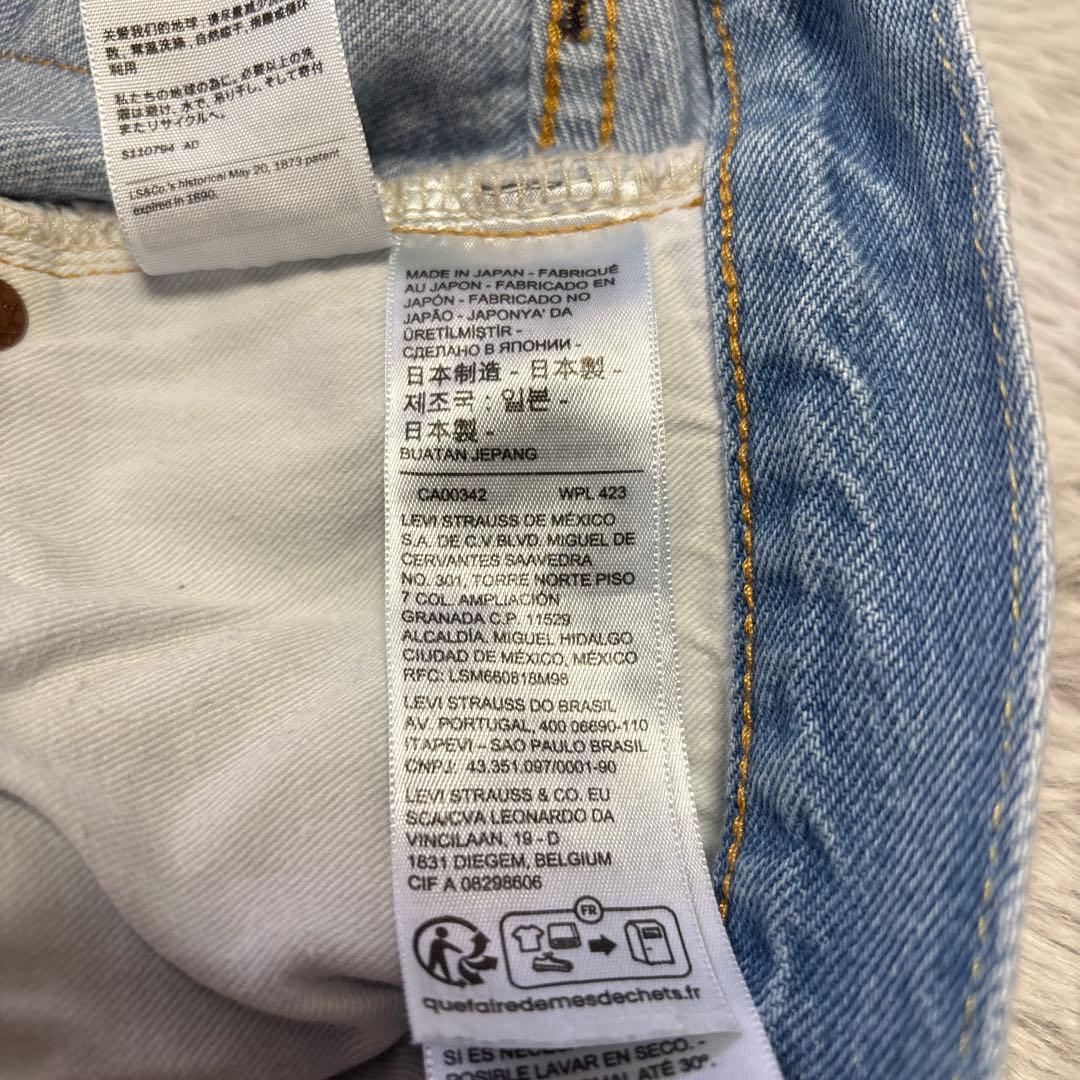 私たちの地球の為に、必要以上の洗
濯は避け、水で、吊り干し、そして寄付
またリサイクルへ。
S110794 AD
LS&Co.'s historical May 20, 1873 patent
expired in 1890.
MADE IN JAPAN - FABRIQUÉ
AU JAPON - FABRICADO EN
JAPÓN - FABRICADO NO
JAPÃO - JAPONYA' DA
ÜRETİLMİŞTİR -
СДЕЛАНО В ЯПОНИИ -
日本制造 - 日本製 -
제조국 : 일본 -
日本製 -
BUATAN JEPANG
CA00342 WPL 423
LEVI STRAUSS DE MÉXICO
S.A. DE C.V BLVD. MIGUEL DE
CERVANTES SAAVEDRA
NO. 301, TORRE NORTE PISO
7 COL. AMPLIACIÓN
GRANADA C.P. 11529
ALCALDÍA. MIGUEL HIDALGO
CIUDAD DE MÉXICO, MÉXICO
RFC: LSM660818M98
LEVI STRAUSS DO BRASIL
AV. PORTUGAL, 400 06690-110
ITAPEVI – SAO PAULO BRASIL
CNPJ: 43.351.097/0001-90
LEVI STRAUSS & CO. EU
SCA/CVA LEONARDO DA
VINCILAAN, 19 - D
1831 DIEGEM, BELGIUM
CIF A 08298606
FR
quefairedemesdechets.fr
SI ES
POSIBLE LAVAR EN SECO. -
ATÉ 30°